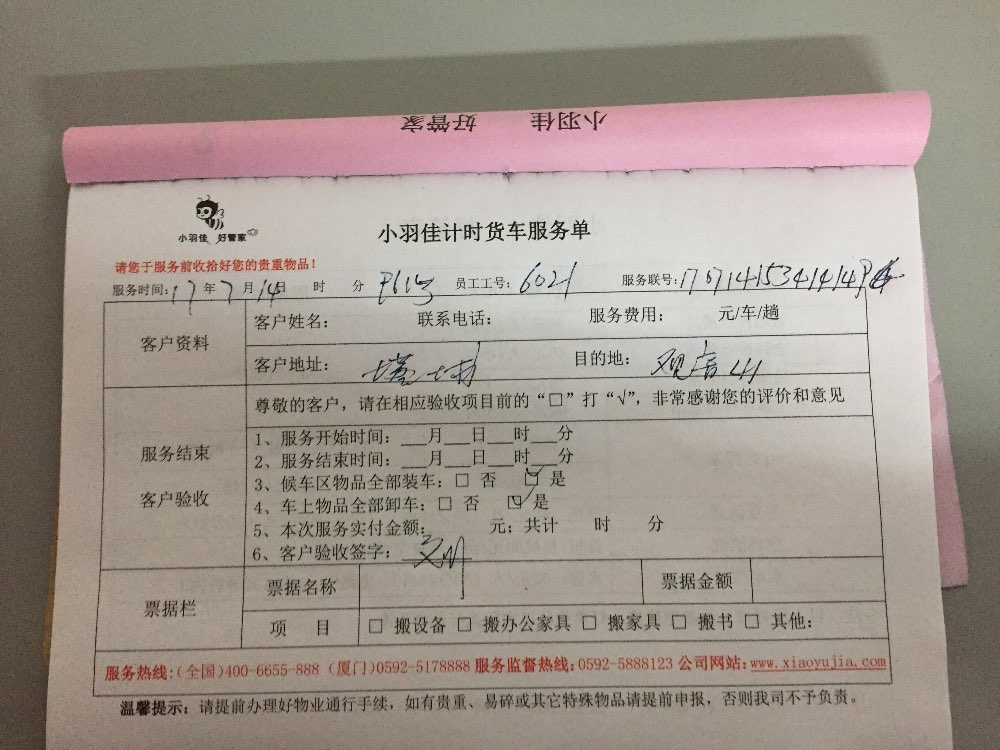 小羽佳 好管家
小羽佳 好管家
小羽佳计时货车服务单
请您于服务前收拾好您的贵重物品！
服务时间：17年7月14日 时 分 员工工号：6021 服务联号：
客户资料
客户姓名： 联系电话： 服务费用： 元/车/趟
客户地址： 塔埔 目的地： 观音山
服务结束
客户验收
尊敬的客户，请在相应验收项目前的“□”打“√”，非常感谢您的评价和意见
1、服务开始时间：___月___日___时___分
2、服务结束时间：___月___日___时___分
3、候车区物品全部装车：□ 否 ☑ 是
4、车上物品全部卸车：□ 否 ☑ 是
5、本次服务实付金额： 元；共计 时 分
6、客户验收签字：
票据栏
票据名称 票据金额
项 目 □ 搬设备 □ 搬办公家具 □ 搬家具 □ 搬书 □ 其他：
服务热线：(全国)400-6655-888 (厦门)0592-5178888 服务监督热线：0592-5888123 公司网站：www.xiaoyujia.com
温馨提示：请提前办理好物业通行手续，如有贵重、易碎或其它特殊物品请提前申报，否则我司不予负责。